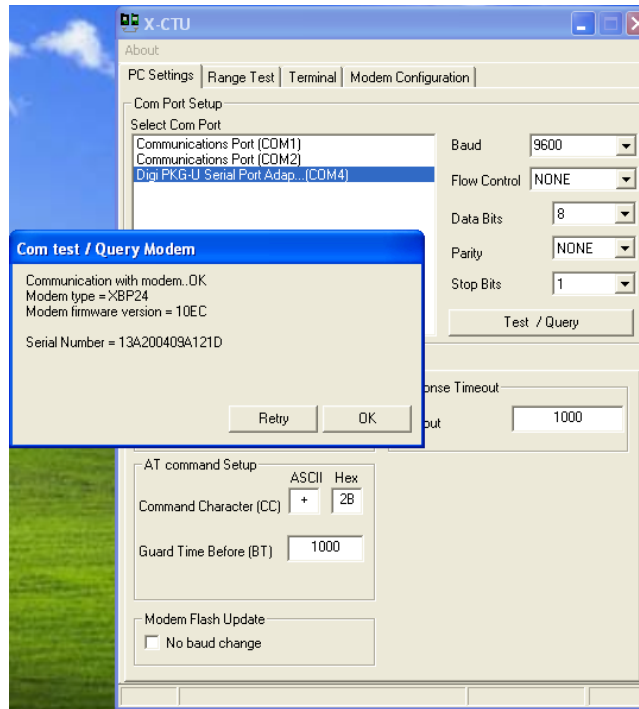 X-CTU
About
PC Settings Range Test Terminal Modem Configuration
Com Port Setup
Select Com Port
Communications Port (COM1)
Communications Port (COM2)
Digi PKG-U Serial Port Adap...(COM4)
Baud 9600
Flow Control NONE
Data Bits 8
Parity NONE
Stop Bits 1
Test / Query
Com test / Query Modem
Communication with modem..OK
Modem type = XBP24
Modem firmware version = 10EC
Serial Number = 13A200409A121D
Retry OK
onse Timeout
out 1000
AT command Setup
ASCII Hex
Command Character (CC) + 2B
Guard Time Before (BT) 1000
Modem Flash Update
No baud change